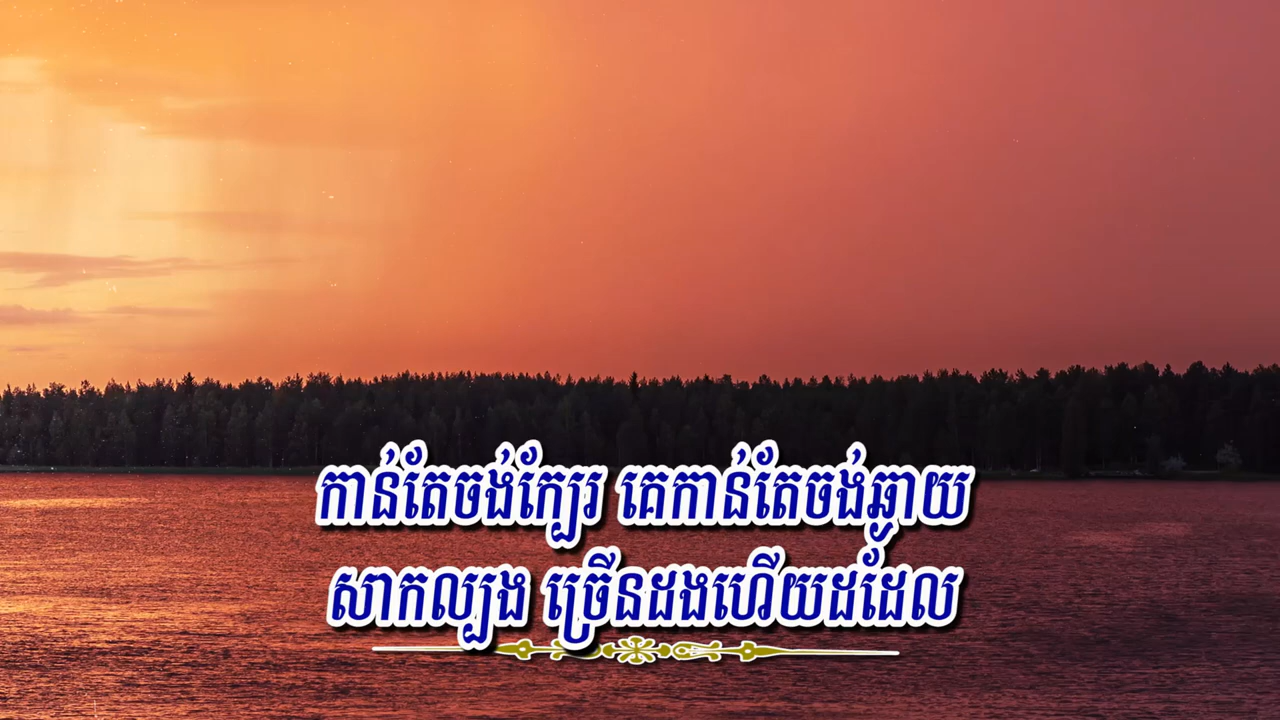 កាន់តែចង់ក្បែរ គេកាន់តែចង់ឆ្ងាយ
សាកល្បង ច្រើនដងហើយដដែល